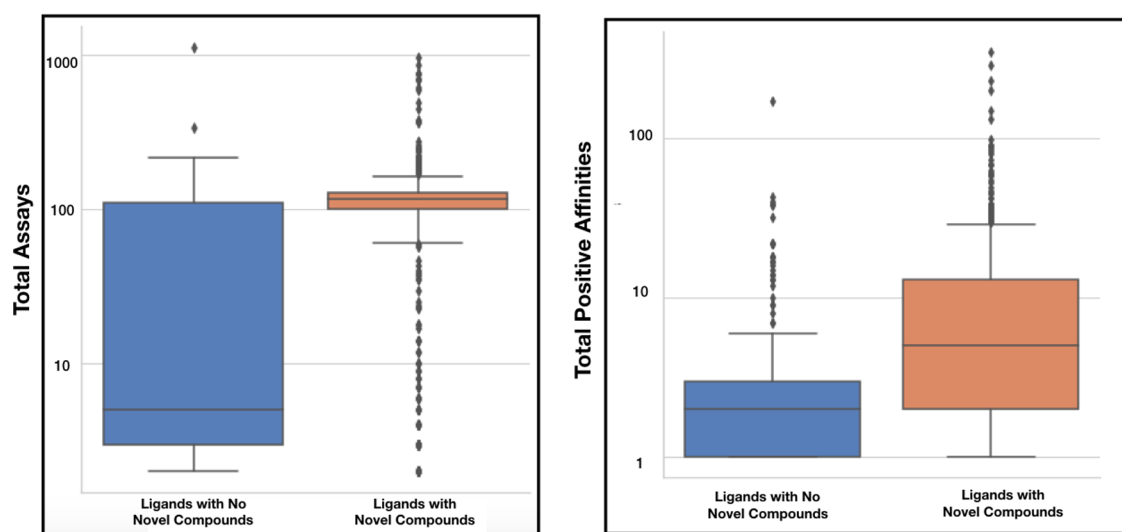 Total Assays
1000
100
10
Ligands with No
Novel Compounds
Ligands with
Novel Compounds
Total Positive Affinities
100
10
1
Ligands with No
Novel Compounds
Ligands with
Novel Compounds